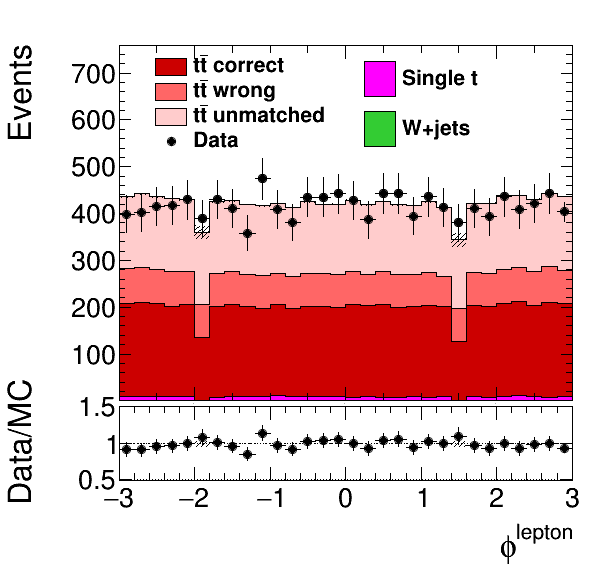 Events
700
600
500
400
300
200
100
tt̄ correct
tt̄ wrong
tt̄ unmatched
Data
Single t
W+jets
Data/MC
1.5
1
0.5
−3 −2 −1 0 1 2 3
ϕ^lepton